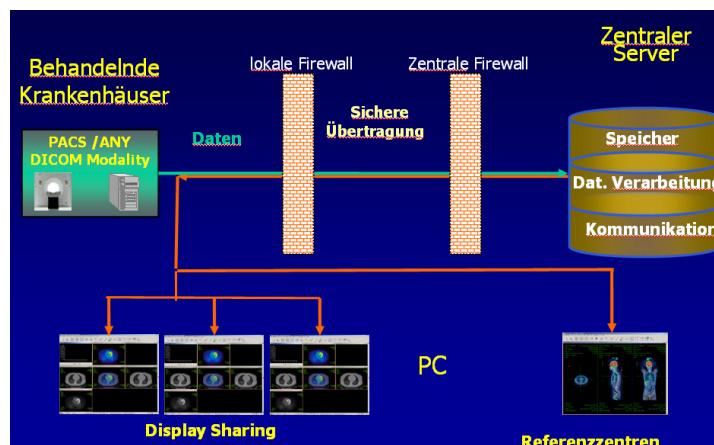 Zentraler
Server
lokale Firewall
Zentrale Firewall
Behandelnde
Krankenhäuser
Sichere
Übertragung
PACS /ANY
DICOM Modality
Daten
Speicher
Dat. Verarbeitung
Kommunikation
PC
Display Sharing
Referenzzentren